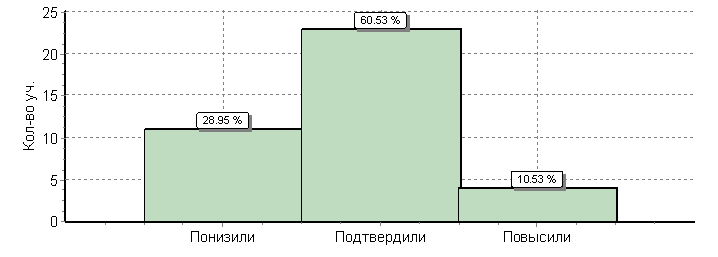 Кол-во уч.
25
20
15
10
5
0
28.95 %
60.53 %
10.53 %
Понизили
Подтвердили
Повысили